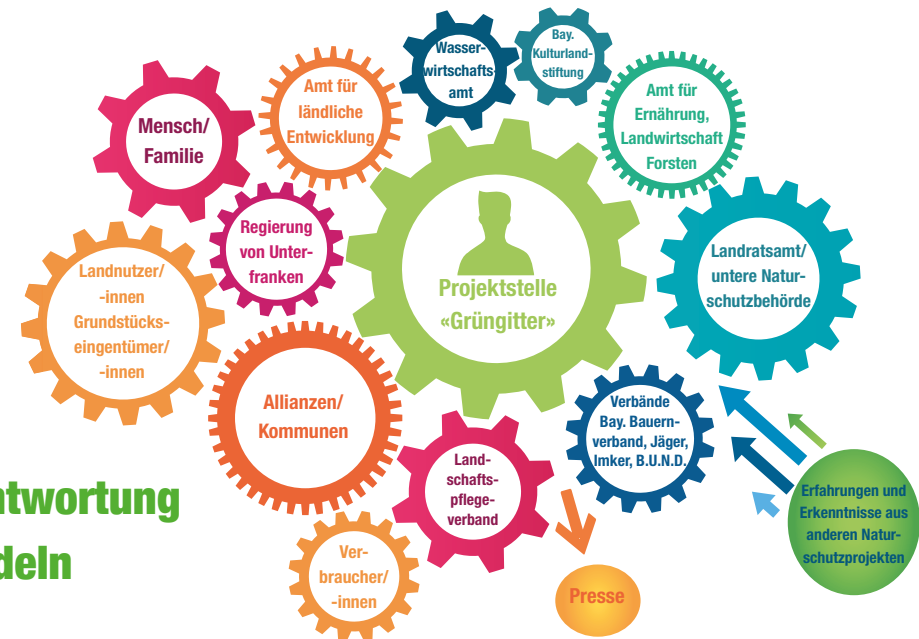 Wasser-
wirtschafts-
amt
Bay.
Kulturland-
stiftung
Amt für
ländliche
Entwicklung
Amt für
Ernährung,
Landwirtschaft
Forsten
Mensch/
Familie
Regierung
von Unter-
franken
Landratsamt/
untere Natur-
schutzbehörde
Landnutzer/
-innen
Grundstücks-
eingentümer/
-innen
Projektstelle
«Grüngitter»
Allianzen/
Kommunen
Verbände
Bay. Bauern-
verband, Jäger,
Imker, B.U.N.D.
Land-
schafts-
pflege-
verband
Erfahrungen und
Erkenntnisse aus
anderen Natur-
schutzprojekten
ntwortung
deln
Ver-
braucher/
-innen
Presse